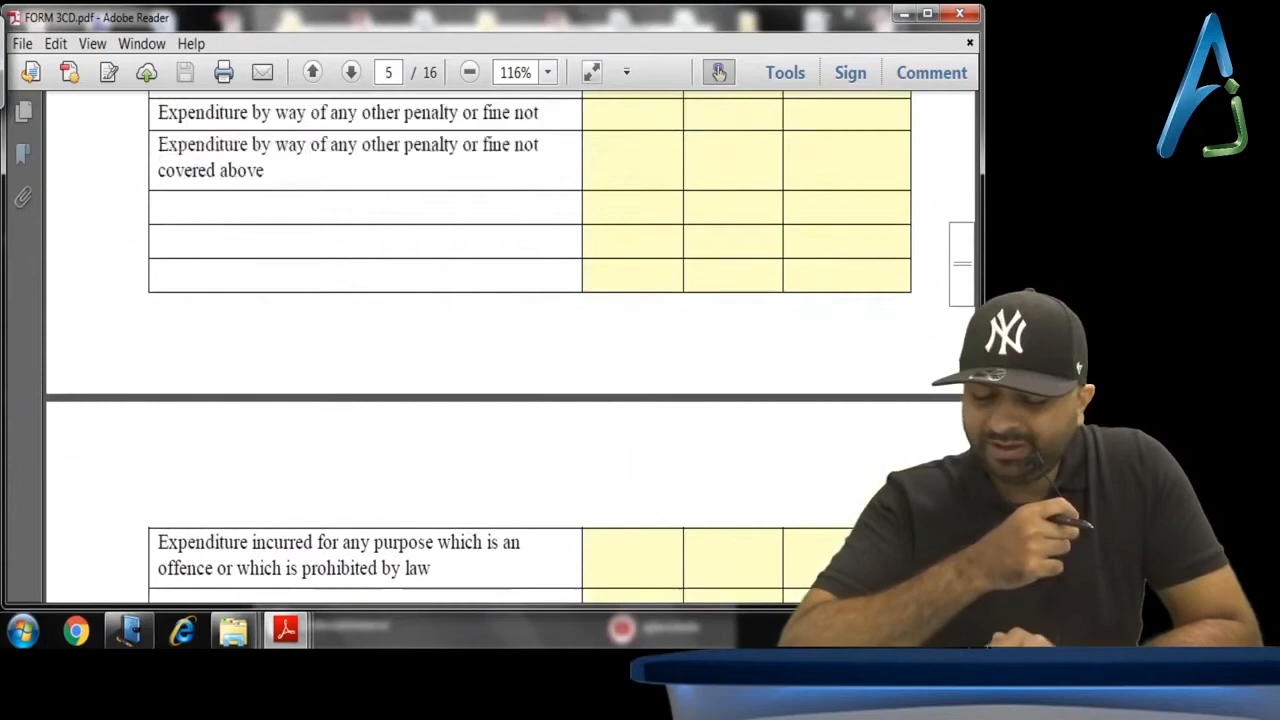 FORM 3CD.pdf - Adobe Reader
File Edit View Window Help
5 / 16 116% Tools Sign Comment
Expenditure by way of any other penalty or fine not
Expenditure by way of any other penalty or fine not
covered above
Expenditure incurred for any purpose which is an
offence or which is prohibited by law
NY
AJ